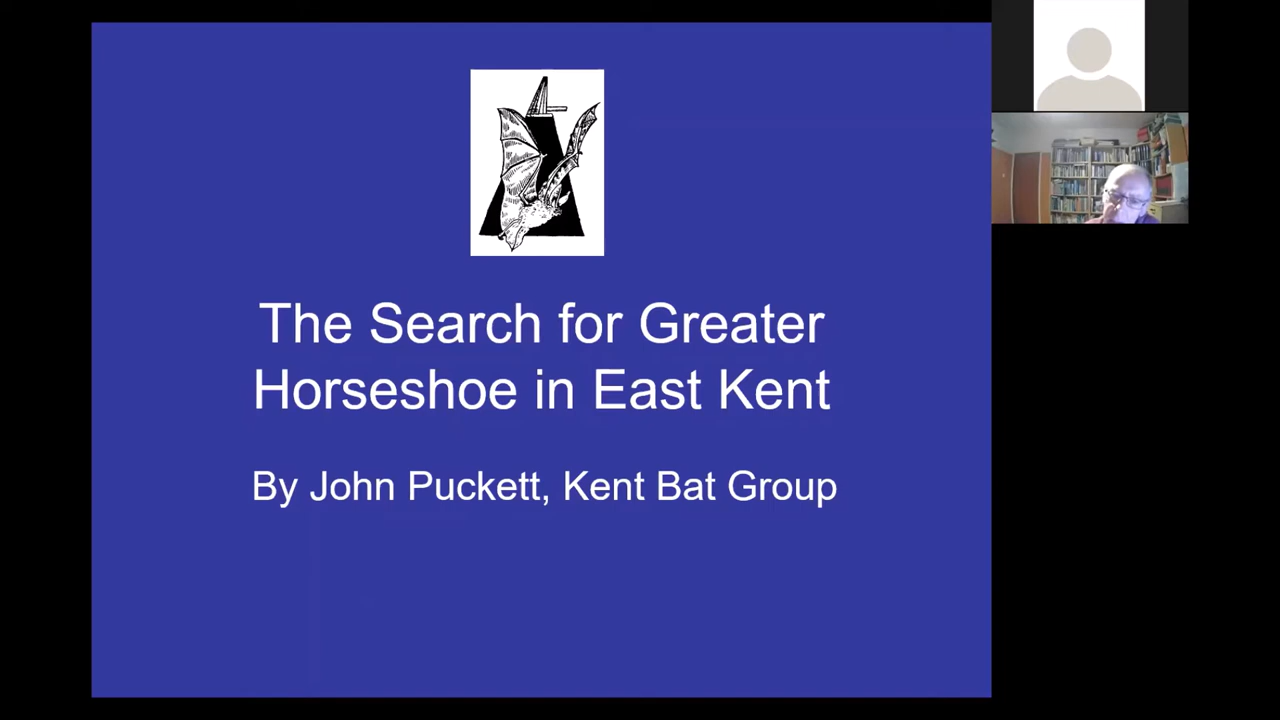 The Search for Greater
Horseshoe in East Kent
By John Puckett, Kent Bat Group